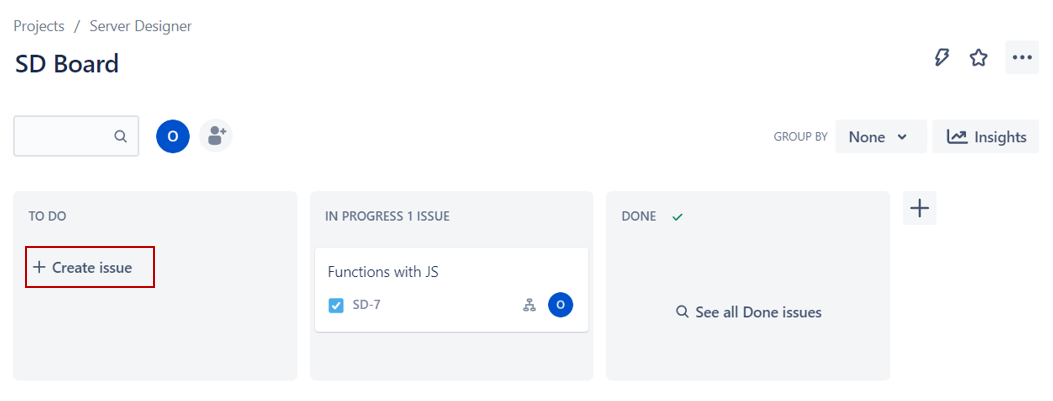 Projects / Server Designer
SD Board
O
GROUP BY None Insights
TO DO
+ Create issue
IN PROGRESS 1 ISSUE
Functions with JS
SD-7 O
DONE
See all Done issues